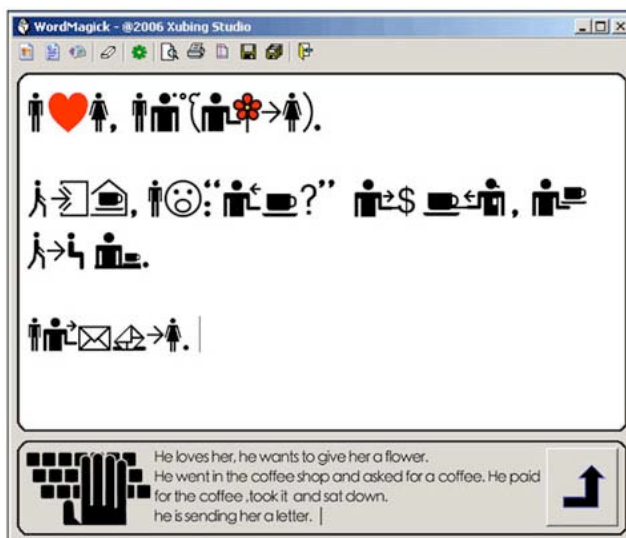 WordMagick - @2006 Xubing Studio
He loves her, he wants to give her a flower.
He went in the coffee shop and asked for a coffee. He paid
for the coffee ,took it and sat down.
he is sending her a letter.